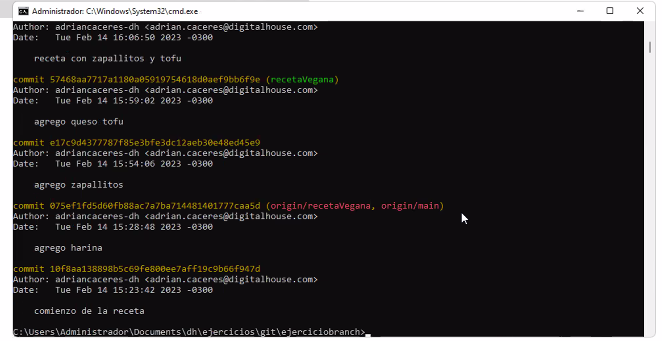 Administrador: C:\Windows\System32\cmd.exe
Author: adriancaceres-dh <adrian.caceres@digitalhouse.com>
Date:   Tue Feb 14 16:06:50 2023 -0300
receta con zapallitos y tofu
commit 57468aa7717a1180a05919754618d0aef9bb6f9e (recetaVegana)
Author: adriancaceres-dh <adrian.caceres@digitalhouse.com>
Date:   Tue Feb 14 15:59:02 2023 -0300
agrego queso tofu
commit e17c9d4377787f85e3bfe3dc12aeb30e48ed45e9
Author: adriancaceres-dh <adrian.caceres@digitalhouse.com>
Date:   Tue Feb 14 15:54:06 2023 -0300
agrego zapallitos
commit 075ef1fd5d60fb88ac7a7ba714481401777caa5d (origin/recetaVegana, origin/main)
Author: adriancaceres-dh <adrian.caceres@digitalhouse.com>
Date:   Tue Feb 14 15:28:48 2023 -0300
agrego harina
commit 10f8aa138898b5c69fe800ee7aff19c9b66f947d
Author: adriancaceres-dh <adrian.caceres@digitalhouse.com>
Date:   Tue Feb 14 15:23:42 2023 -0300
comienzo de la receta
C:\Users\Administrador\Documents\dh\ejercicios\git\ejerciciobranch>